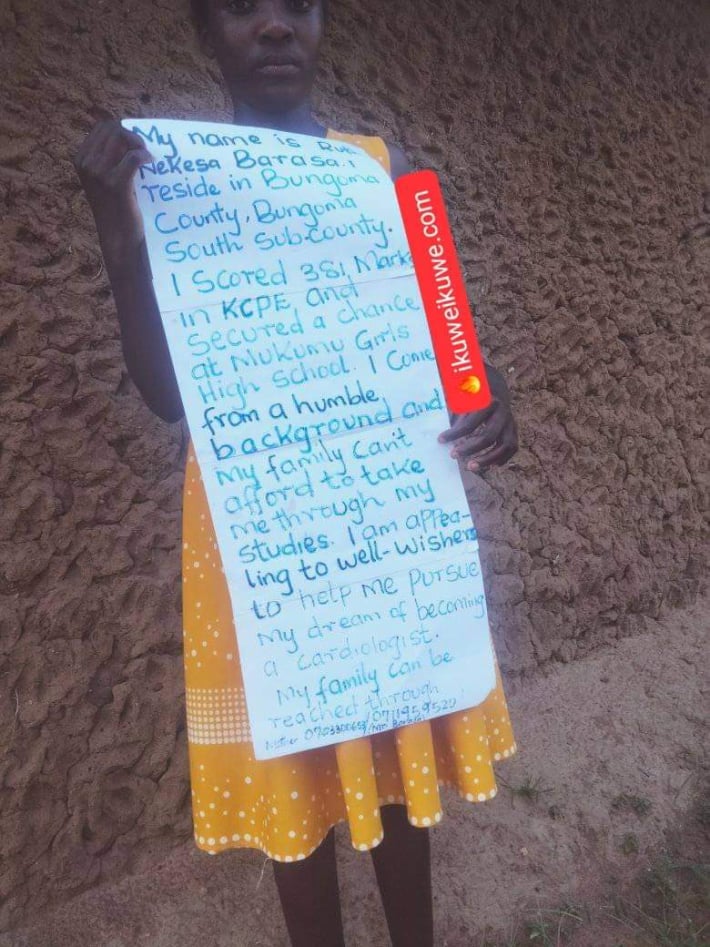 My name is
Nekesa Barasa. I
reside in Bungoma
County, Bungoma
South Sub-county.
I Scored 381, Marks
in KCPE and
Secured a chance
at Mukumu Girls
High School. I Come
from a humble
background and
my family Can't
afford to take
me through my
studies. I am appea-
ling to well-wishers
to help me pursue
my dream of becoming
a cardiologist.
My family can be
reached through
Mother
ikuweikuwe.com